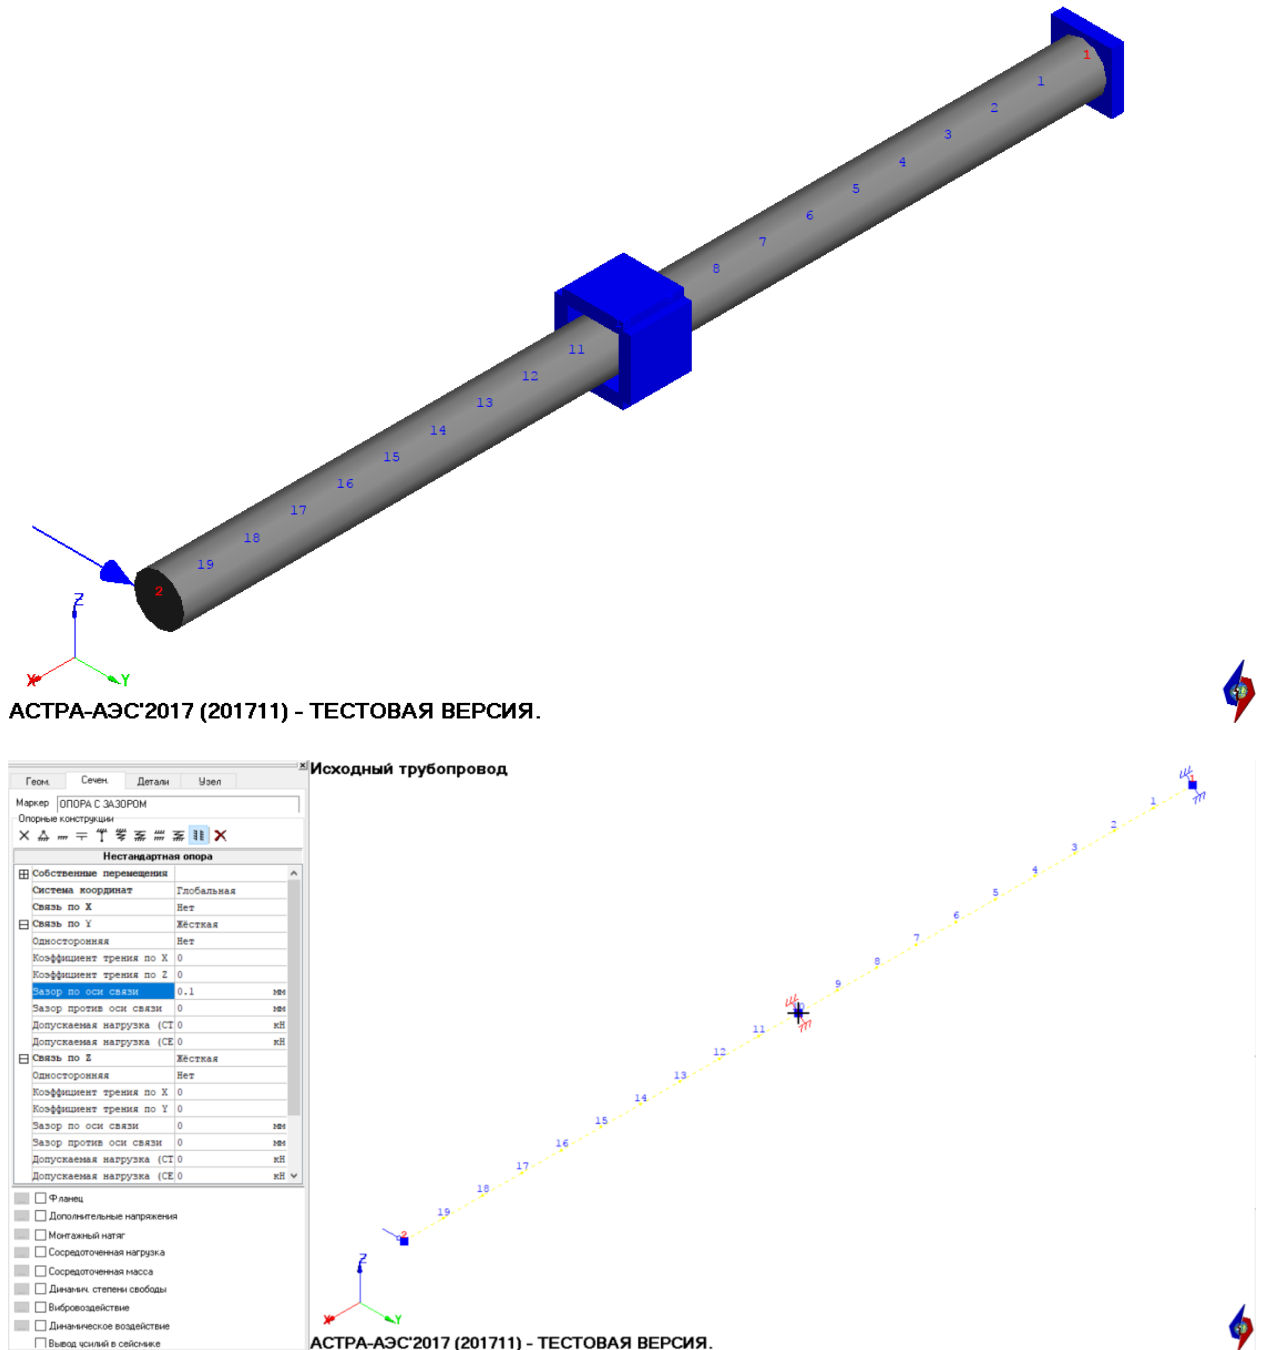 1
1
2
3
4
5
6
7
8
11
12
13
14
15
16
17
18
19
2
Z
X
Y
АСТРА-АЭС'2017 (201711) - ТЕСТОВАЯ ВЕРСИЯ.
Геом. Сечен. Детали Узел
Маркер ОПОРА С ЗАЗОРОМ
Опорные конструкции
Нестандартная опора
Собственные перемещения
Система координат Глобальная
Связь по X Нет
Связь по Y Жёсткая
Односторонняя Нет
Коэффициент трения по X 0
Коэффициент трения по Z 0
Зазор по оси связи 0.1 мм
Зазор против оси связи 0 мм
Допускаемая нагрузка (СТ 0 кН
Допускаемая нагрузка (СЕ 0 кН
Связь по Z Жёсткая
Односторонняя Нет
Коэффициент трения по X 0
Коэффициент трения по Y 0
Зазор по оси связи 0 мм
Зазор против оси связи 0 мм
Допускаемая нагрузка (СТ 0 кН
Допускаемая нагрузка (СЕ 0 кН
Фланец
Дополнительные напряжения
Монтажный натяг
Сосредоточенная нагрузка
Сосредоточенная масса
Динамич. степени свободы
Вибровоздействие
Динамическое воздействие
Вывод усилий в сейсмике
Исходный трубопровод
1
1
2
3
4
5
6
7
8
9
11
12
13
14
15
16
17
18
19
2
Z
X
Y
АСТРА-АЭС'2017 (201711) - ТЕСТОВАЯ ВЕРСИЯ.